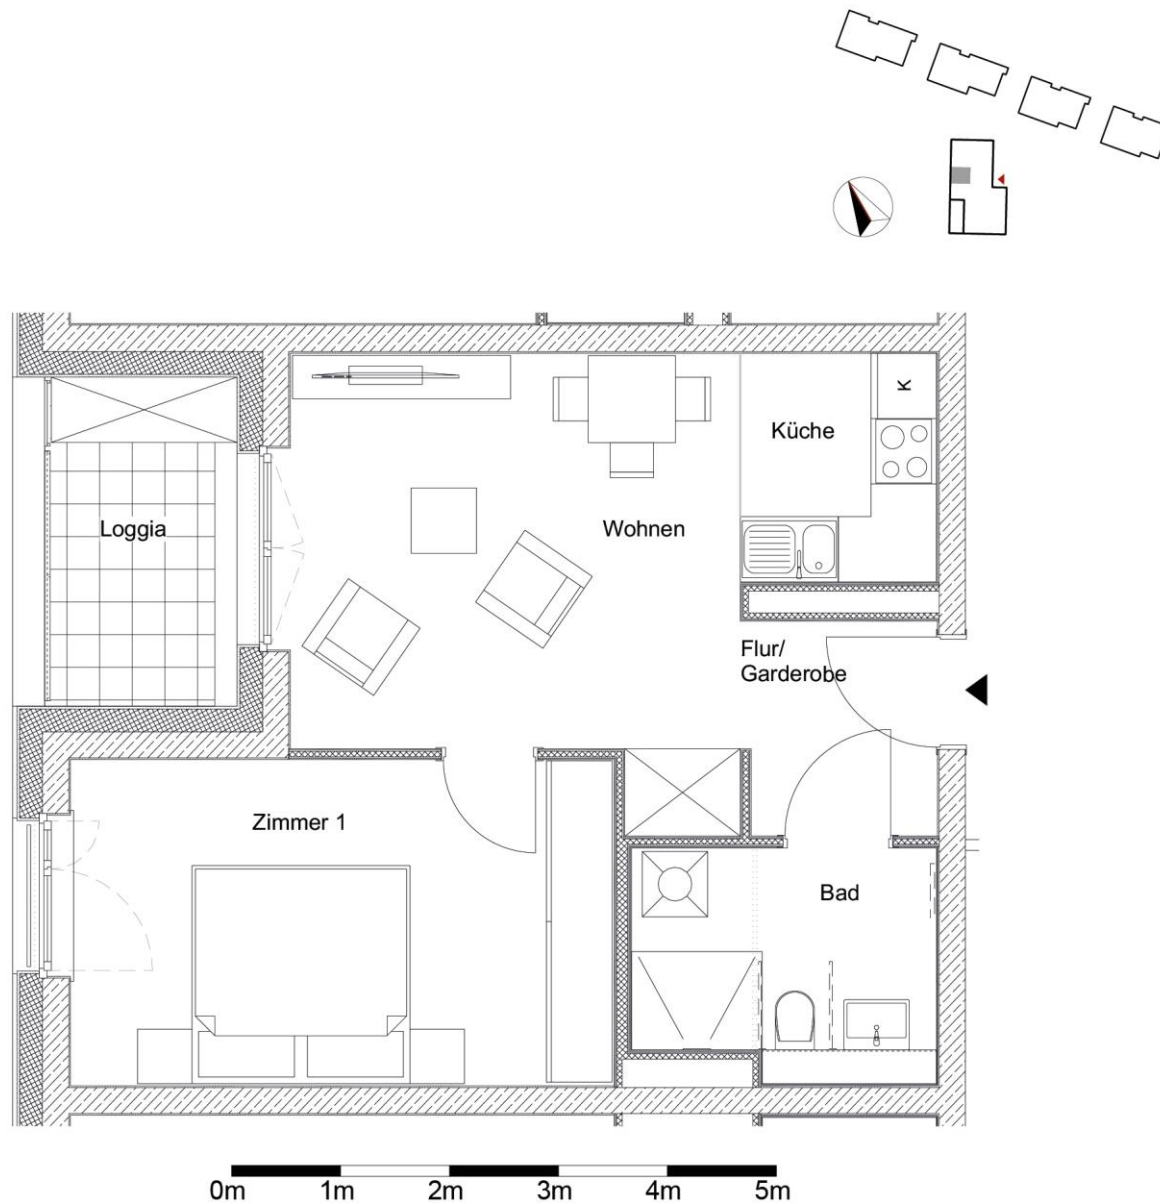 K
Küche
Loggia
Wohnen
Flur/
Garderobe
Zimmer 1
Bad
0m 1m 2m 3m 4m 5m